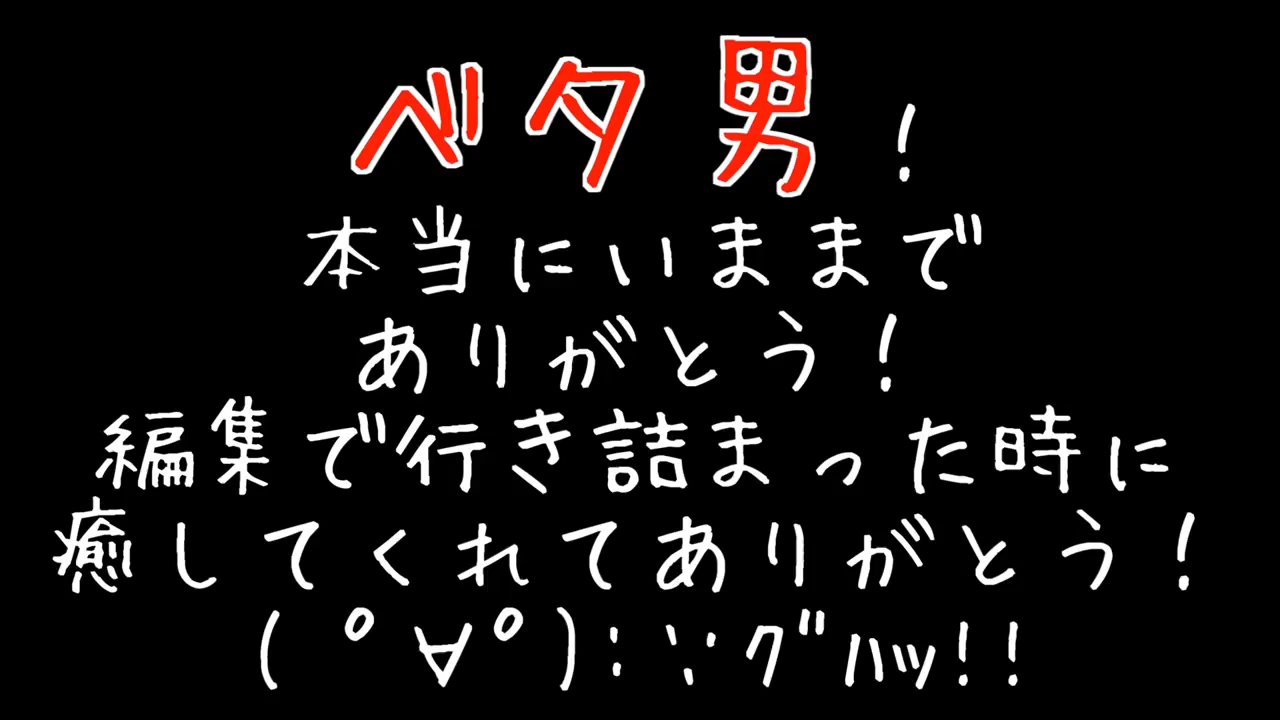 ベタ男!
本当にいままで
ありがとう!
編集で行き詰まった時に
癒してくれてありがとう!
( ﾟ∀ﾟ):∵グハッ!!